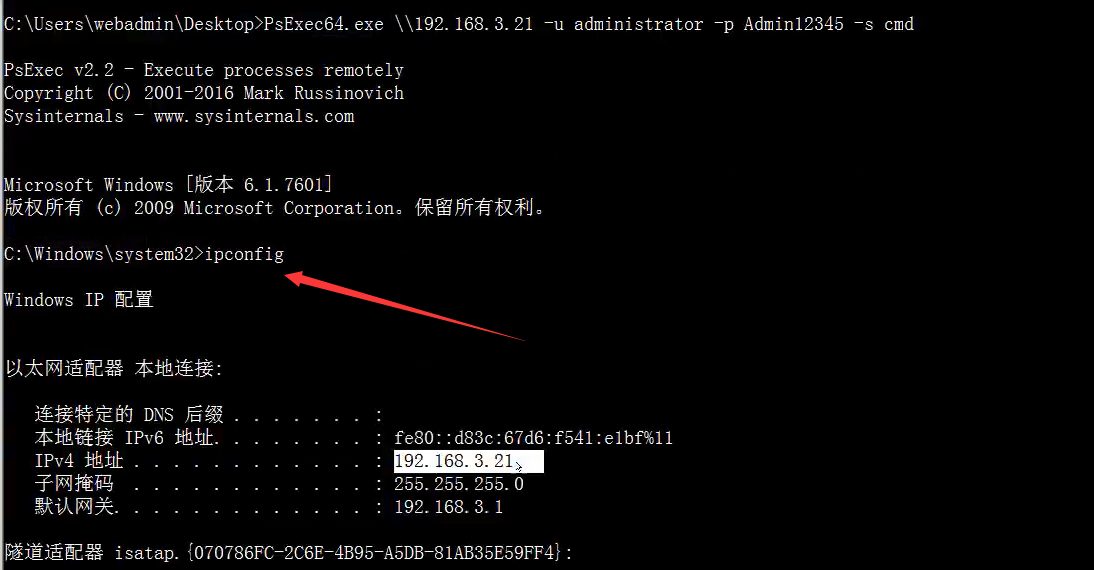 C:\Users\webadmin\Desktop>PsExec64.exe \\192.168.3.21 -u administrator -p Admin12345 -s cmd
PsExec v2.2 - Execute processes remotely
Copyright (C) 2001-2016 Mark Russinovich
Sysinternals - www.sysinternals.com
Microsoft Windows [版本 6.1.7601]
版权所有 (c) 2009 Microsoft Corporation。保留所有权利。
C:\Windows\system32>ipconfig
Windows IP 配置
以太网适配器 本地连接:
连接特定的 DNS 后缀 . . . . . . . :
本地链接 IPv6 地址. . . . . . . . : fe80::d83c:67d6:f541:e1bf%11
IPv4 地址 . . . . . . . . . . . . : 192.168.3.21
子网掩码 . . . . . . . . . . . . : 255.255.255.0
默认网关. . . . . . . . . . . . . : 192.168.3.1
隧道适配器 isatap.{070786FC-2C6E-4B95-A5DB-81AB35E59FF4}: